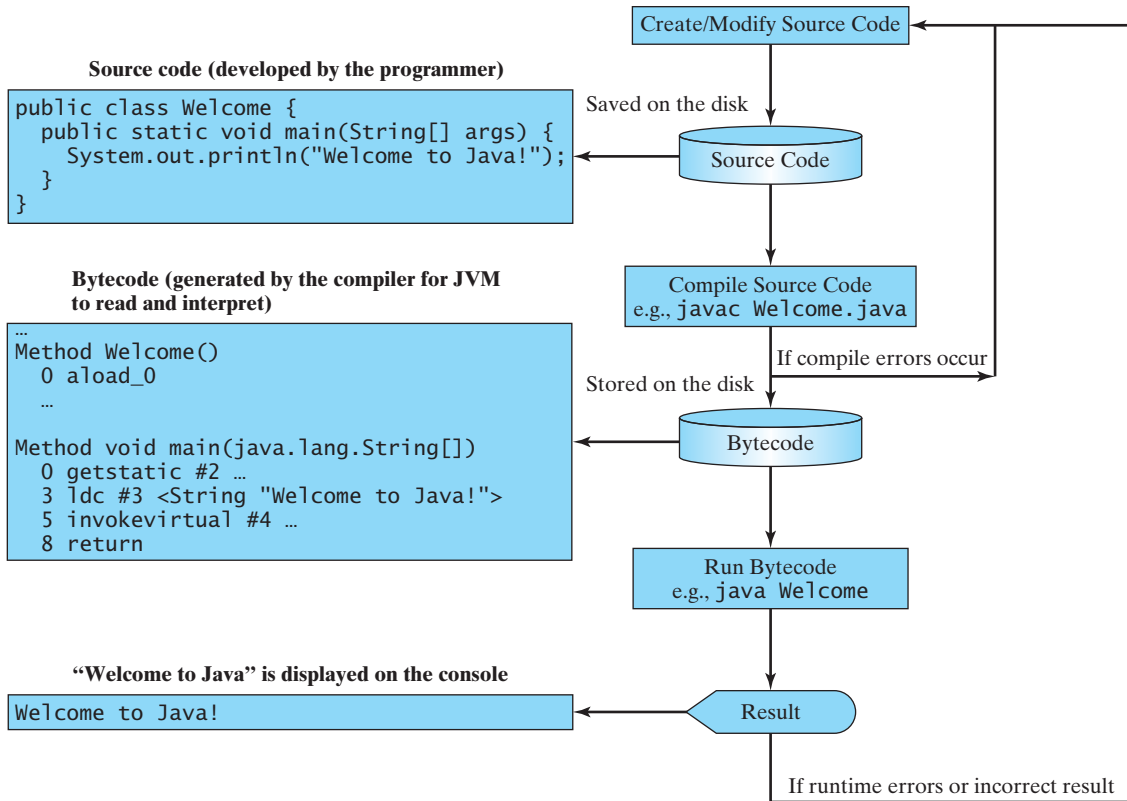 Create/Modify Source Code
Source code (developed by the programmer)
public class Welcome {
  public static void main(String[] args) {
    System.out.println("Welcome to Java!");
  }
}
Saved on the disk
Source Code
Compile Source Code
e.g., javac Welcome.java
Bytecode (generated by the compiler for JVM
to read and interpret)
…
Method Welcome()
  0 aload_0
  …
Method void main(java.lang.String[])
  0 getstatic #2 …
  3 ldc #3 <String "Welcome to Java!">
  5 invokevirtual #4 …
  8 return
If compile errors occur
Stored on the disk
Bytecode
Run Bytecode
e.g., java Welcome
“Welcome to Java” is displayed on the console
Welcome to Java!
Result
If runtime errors or incorrect result